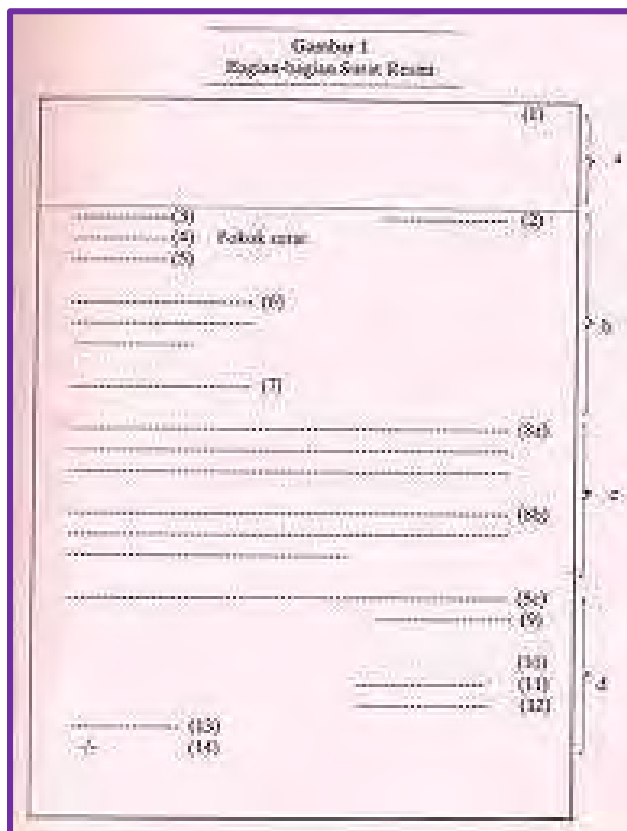 Gambar 1
Bagian-bagian Surat Resmi
(1)
a
(3) (2)
(4) Pokok surat
(5)
(6)
b
(7)
(8a)
c
(8b)
(8c)
(9)
(10)
(11) d
(12)
(13)
-/- (14)